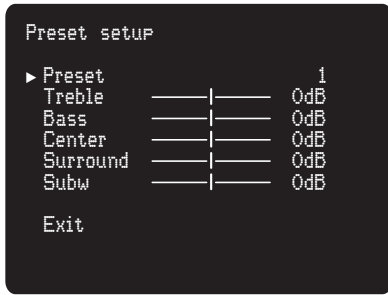 Preset setup
Preset 1
Treble 0dB
Bass 0dB
Center 0dB
Surround 0dB
Subw 0dB
Exit